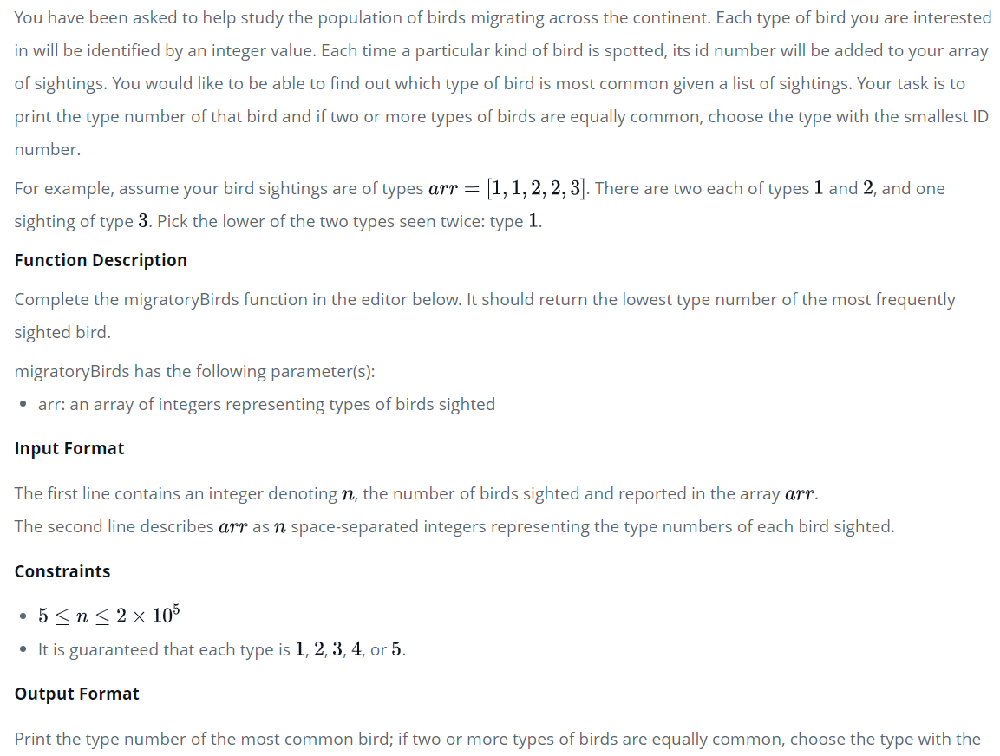 You have been asked to help study the population of birds migrating across the continent. Each type of bird you are interested
in will be identified by an integer value. Each time a particular kind of bird is spotted, its id number will be added to your array
of sightings. You would like to be able to find out which type of bird is most common given a list of sightings. Your task is to
print the type number of that bird and if two or more types of birds are equally common, choose the type with the smallest ID
number.
For example, assume your bird sightings are of types arr = [1, 1, 2, 2, 3]. There are two each of types 1 and 2, and one
sighting of type 3. Pick the lower of the two types seen twice: type 1.
Function Description
Complete the migratoryBirds function in the editor below. It should return the lowest type number of the most frequently
sighted bird.
migratoryBirds has the following parameter(s):
• arr: an array of integers representing types of birds sighted
Input Format
The first line contains an integer denoting n, the number of birds sighted and reported in the array arr.
The second line describes arr as n space-separated integers representing the type numbers of each bird sighted.
Constraints
• 5 ≤ n ≤ 2 × 10⁵
• It is guaranteed that each type is 1, 2, 3, 4, or 5.
Output Format
Print the type number of the most common bird; if two or more types of birds are equally common, choose the type with the